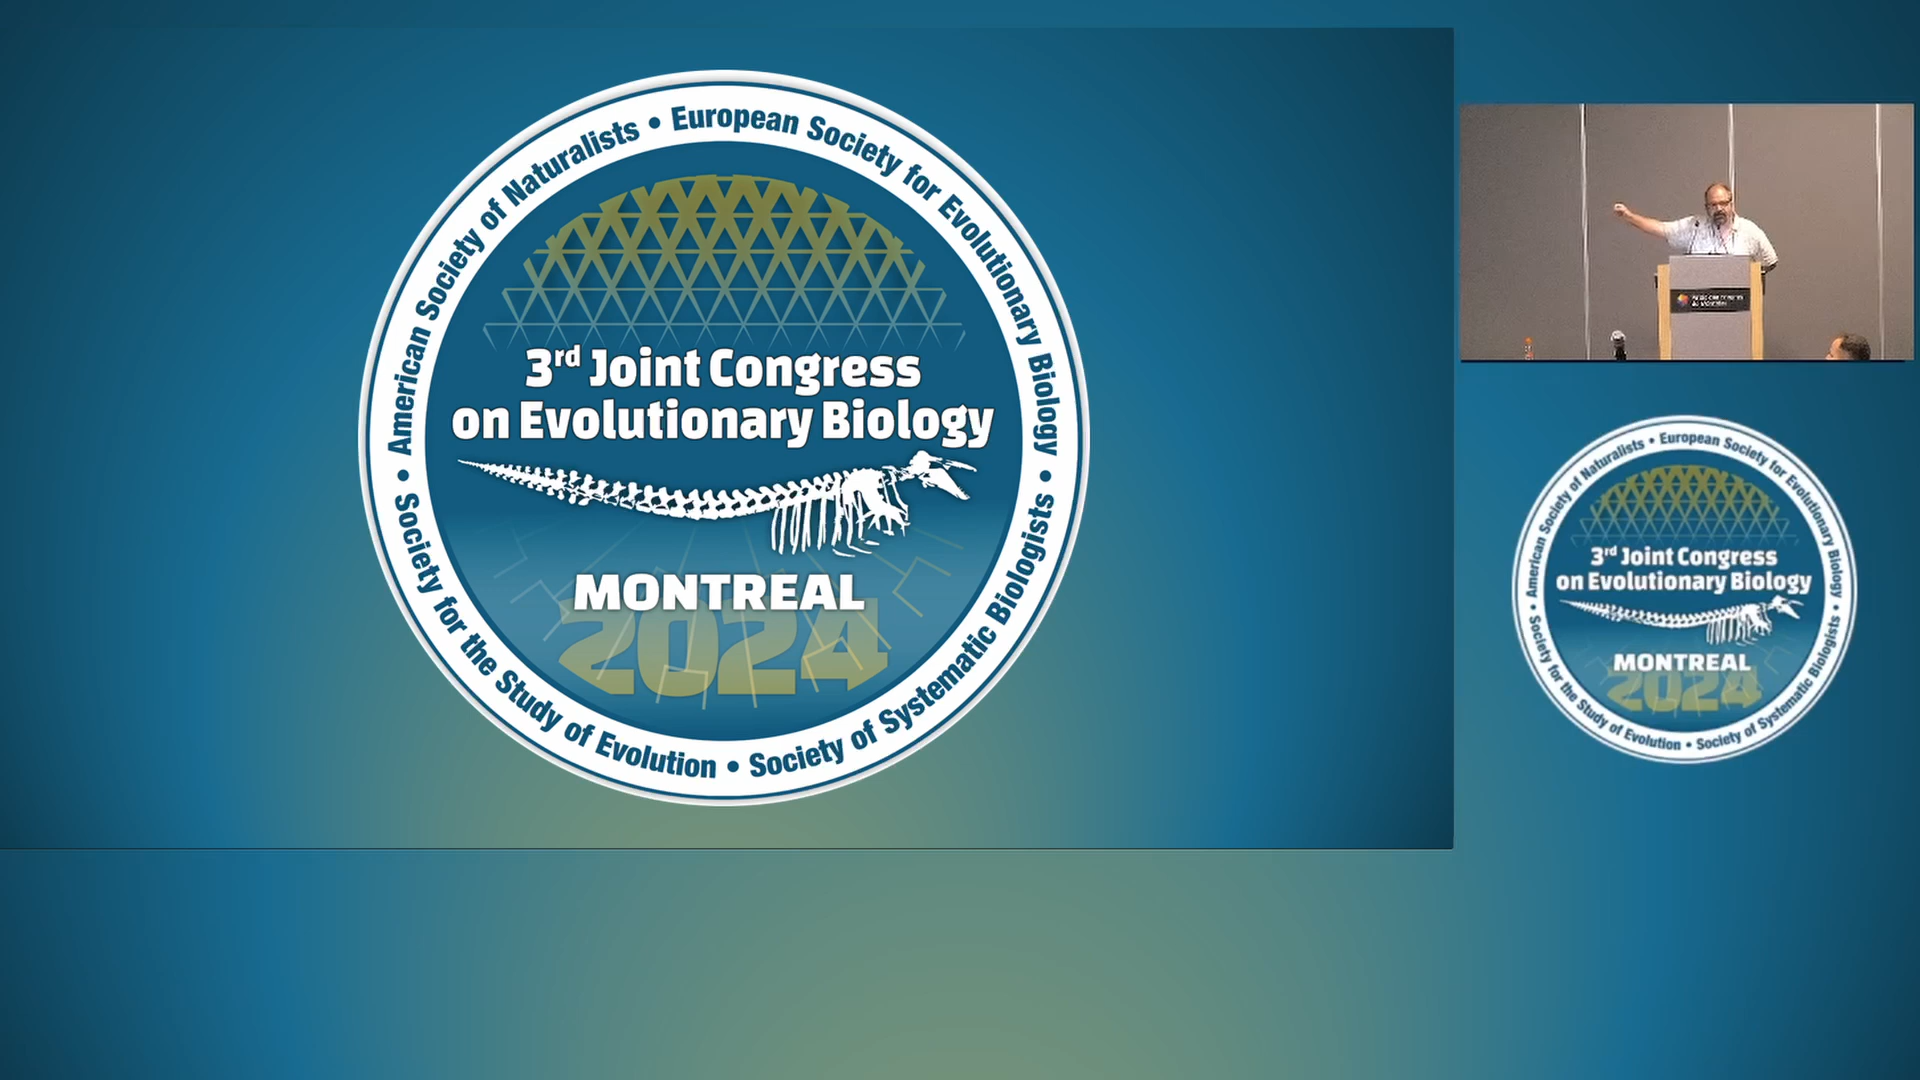 American Society of Naturalists • European Society for Evolutionary Biology • Society of Systematic Biologists • Society for the Study of Evolution •
3rd Joint Congress
on Evolutionary Biology
MONTREAL
2024
American Society of Naturalists • European Society for Evolutionary Biology • Society of Systematic Biologists • Society for the Study of Evolution •
3rd Joint Congress
on Evolutionary Biology
MONTREAL
2024